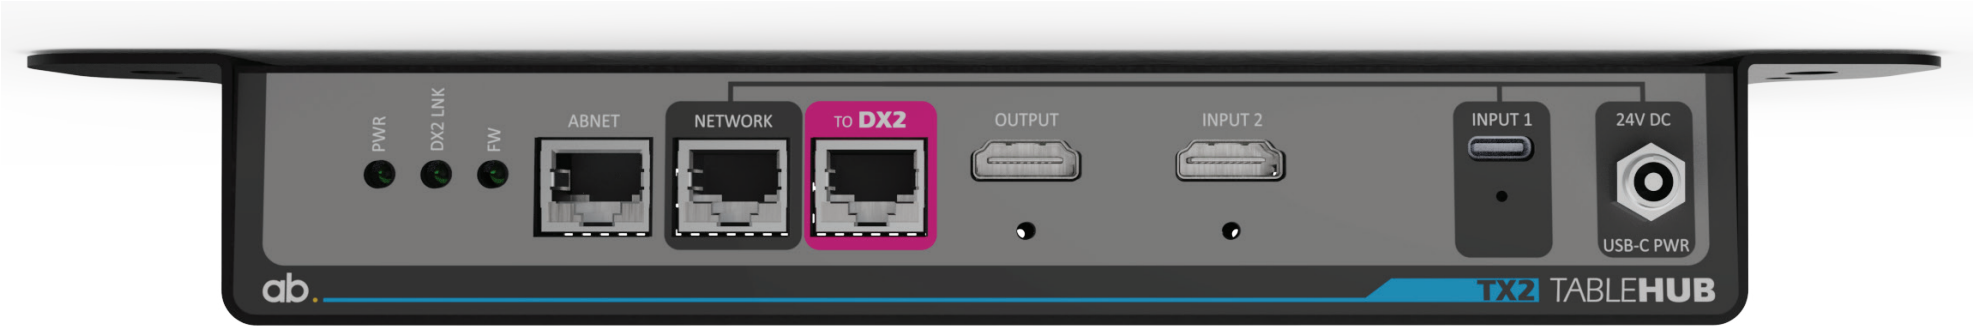 PWR
DX2 LNK
FW
ABNET
NETWORK
TO DX2
OUTPUT
INPUT 2
INPUT 1
24V DC
USB-C PWR
ab.
TX2 TABLEHUB